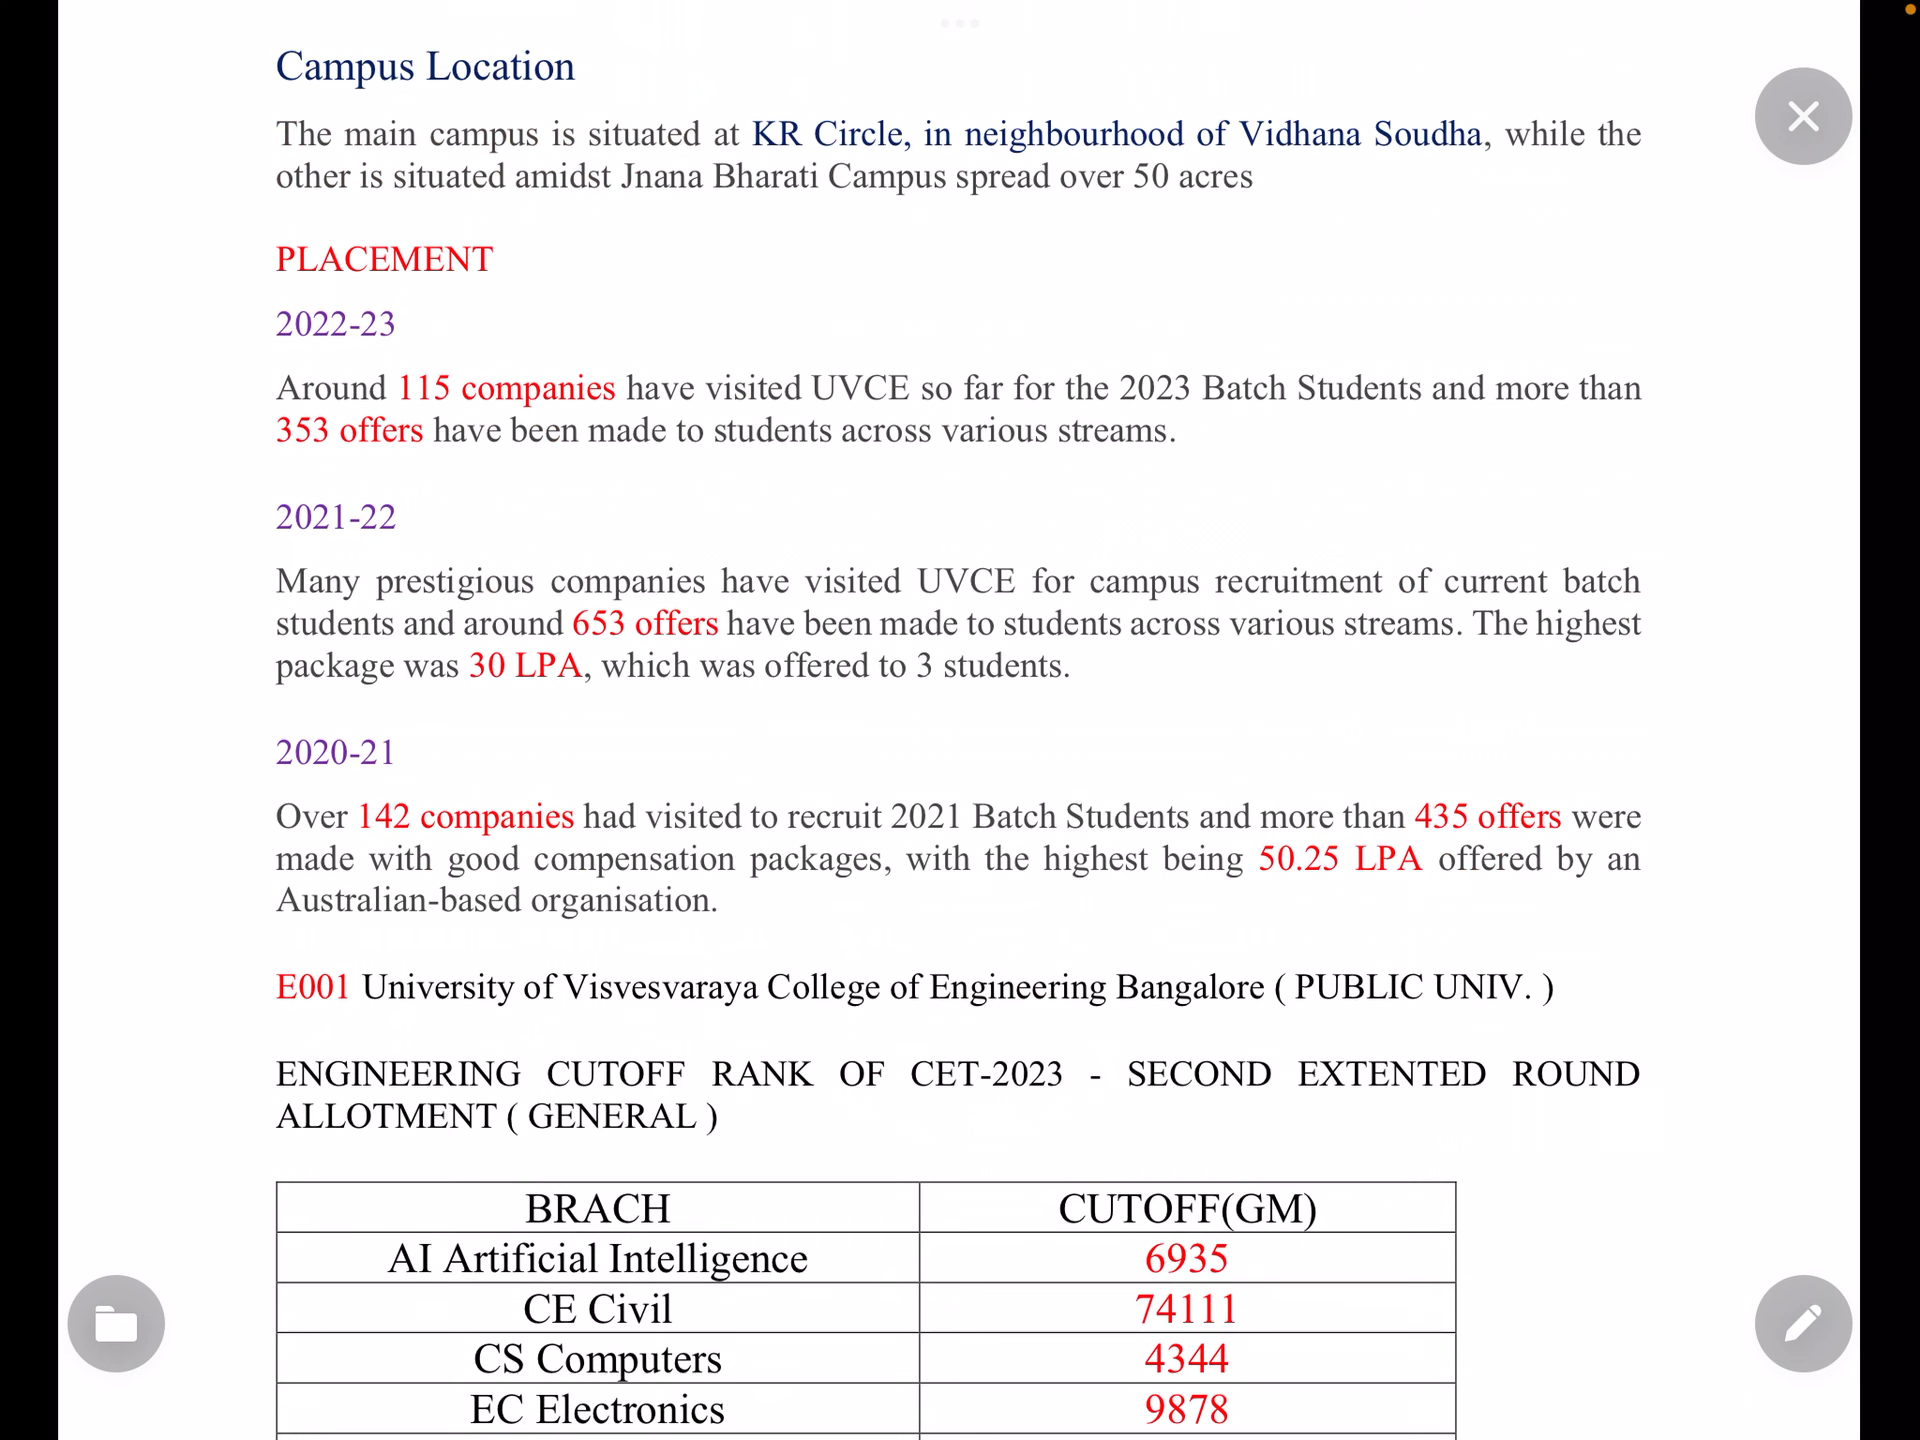 Campus Location
The main campus is situated at KR Circle, in neighbourhood of Vidhana Soudha, while the
other is situated amidst Jnana Bharati Campus spread over 50 acres
PLACEMENT
2022-23
Around 115 companies have visited UVCE so far for the 2023 Batch Students and more than
353 offers have been made to students across various streams.
2021-22
Many prestigious companies have visited UVCE for campus recruitment of current batch
students and around 653 offers have been made to students across various streams. The highest
package was 30 LPA, which was offered to 3 students.
2020-21
Over 142 companies had visited to recruit 2021 Batch Students and more than 435 offers were
made with good compensation packages, with the highest being 50.25 LPA offered by an
Australian-based organisation.
E001 University of Visvesvaraya College of Engineering Bangalore ( PUBLIC UNIV. )
ENGINEERING CUTOFF RANK OF CET-2023 - SECOND EXTENTED ROUND
ALLOTMENT ( GENERAL )
BRACH CUTOFF(GM)
AI Artificial Intelligence 6935
CE Civil 74111
CS Computers 4344
EC Electronics 9878